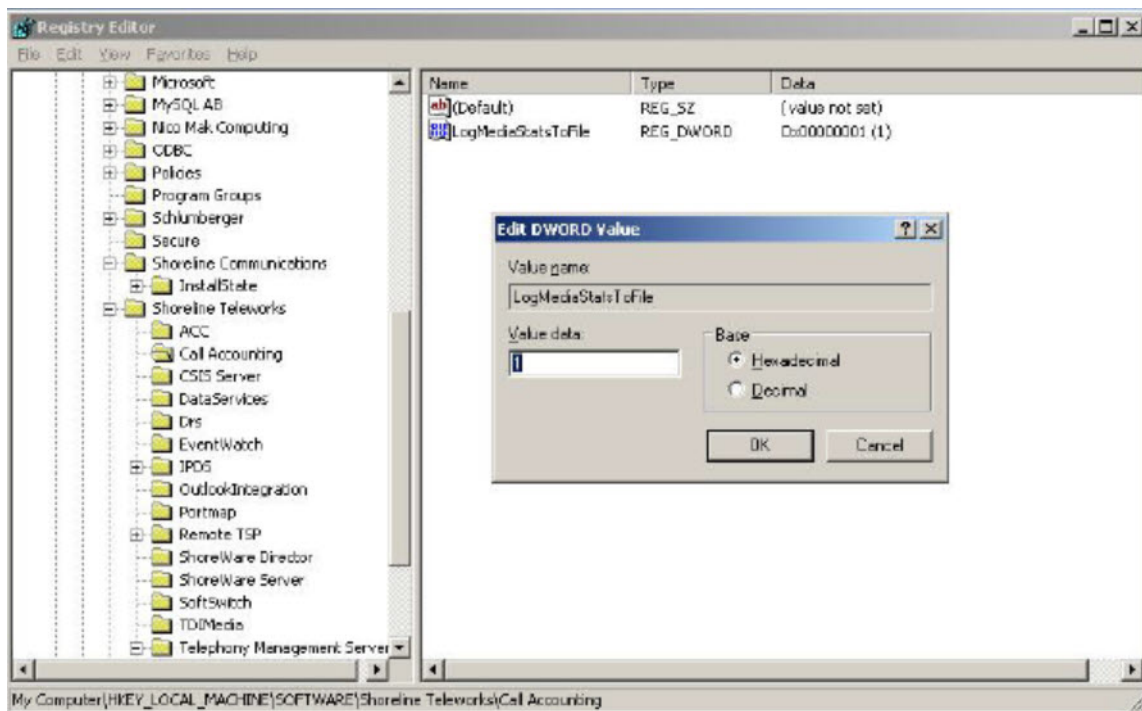 Registry Editor
File Edit View Favorites Help
Microsoft
MySQL AB
Nico Mak Computing
ODBC
Policies
Program Groups
Schlumberger
Secure
Shoreline Communications
InstallState
Shoreline Teleworks
ACC
Call Accounting
CSIS Server
DataServices
Drs
EventWatch
IPDS
OutlookIntegration
Portmap
Remote TSP
ShoreWare Director
ShoreWare Server
SoftSwitch
TDIMedia
Telephony Management Server
Name Type Data
ab (Default) REG_SZ (value not set)
LogMediaStatsToFile REG_DWORD 0x00000001 (1)
Edit DWORD Value
Value name:
LogMediaStatsToFile
Value data:
1
Base
Hexadecimal
Decimal
OK Cancel
My Computer\HKEY_LOCAL_MACHINE\SOFTWARE\Shoreline Teleworks\Call Accounting